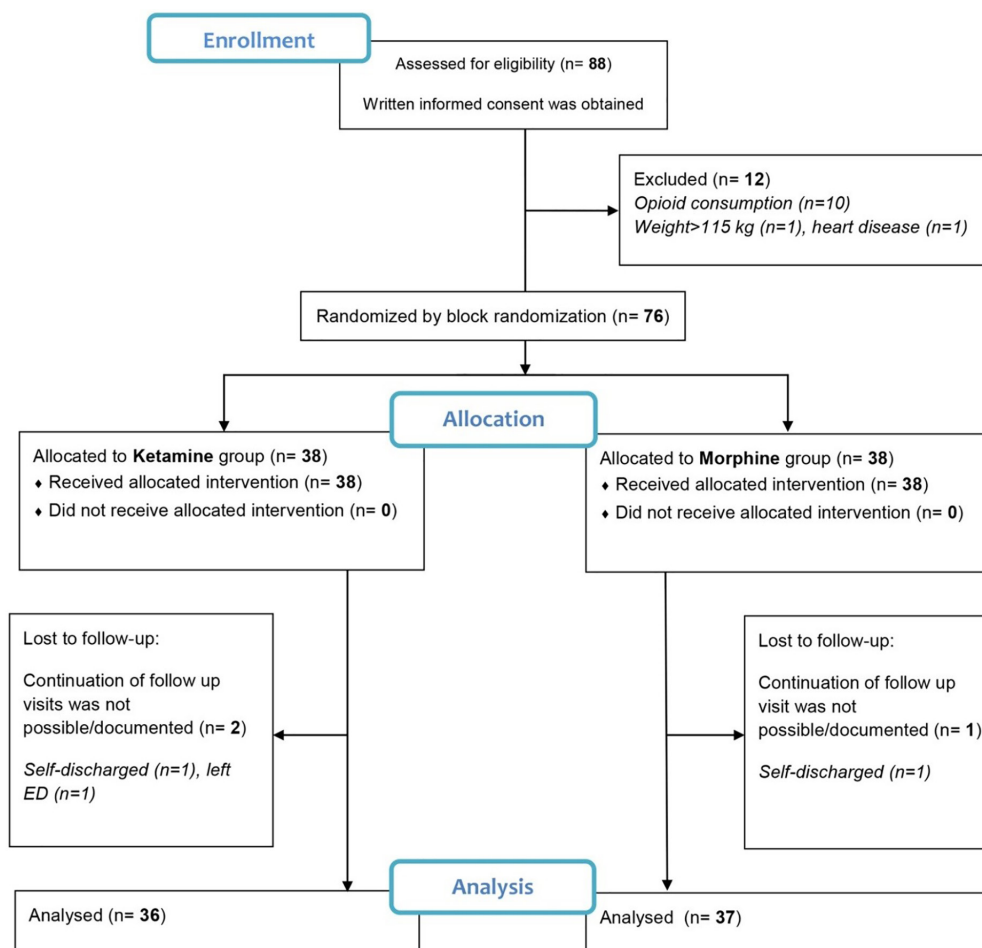 Enrollment
Assessed for eligibility (n= 88)
Written informed consent was obtained
Excluded (n= 12)
Opioid consumption (n=10)
Weight>115 kg (n=1), heart disease (n=1)
Randomized by block randomization (n= 76)
Allocation
Allocated to Ketamine group (n= 38)
♦ Received allocated intervention (n= 38)
♦ Did not receive allocated intervention (n= 0)
Allocated to Morphine group (n= 38)
♦ Received allocated intervention (n= 38)
♦ Did not receive allocated intervention (n= 0)
Lost to follow-up:
Continuation of follow up
visits was not
possible/documented (n= 2)
Self-discharged (n=1), left
ED (n=1)
Lost to follow-up:
Continuation of follow up
visit was not
possible/documented (n= 1)
Self-discharged (n=1)
Analysis
Analysed (n= 36)
Analysed (n= 37)